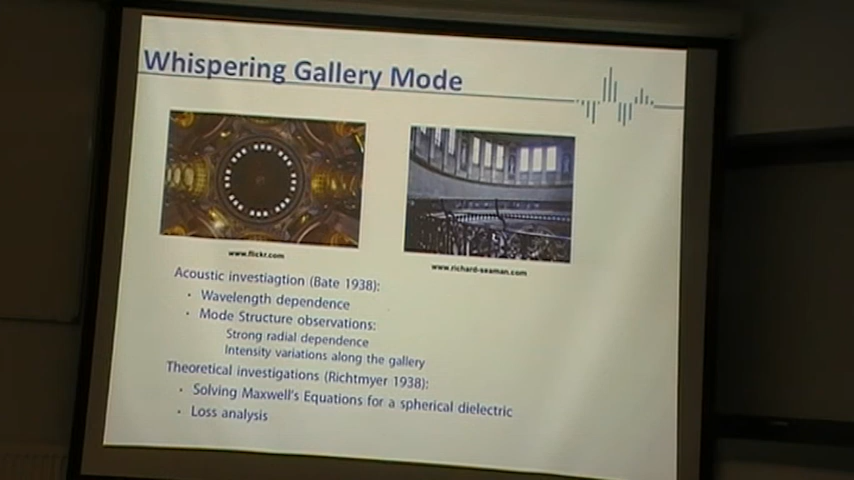 Whispering Gallery Mode
www.flickr.com
www.richard-seaman.com
Acoustic investiagtion (Bate 1938):
· Wavelength dependence
· Mode Structure observations:
Strong radial dependence
Intensity variations along the gallery
Theoretical investigations (Richtmyer 1938):
· Solving Maxwell's Equations for a spherical dielectric
· Loss analysis